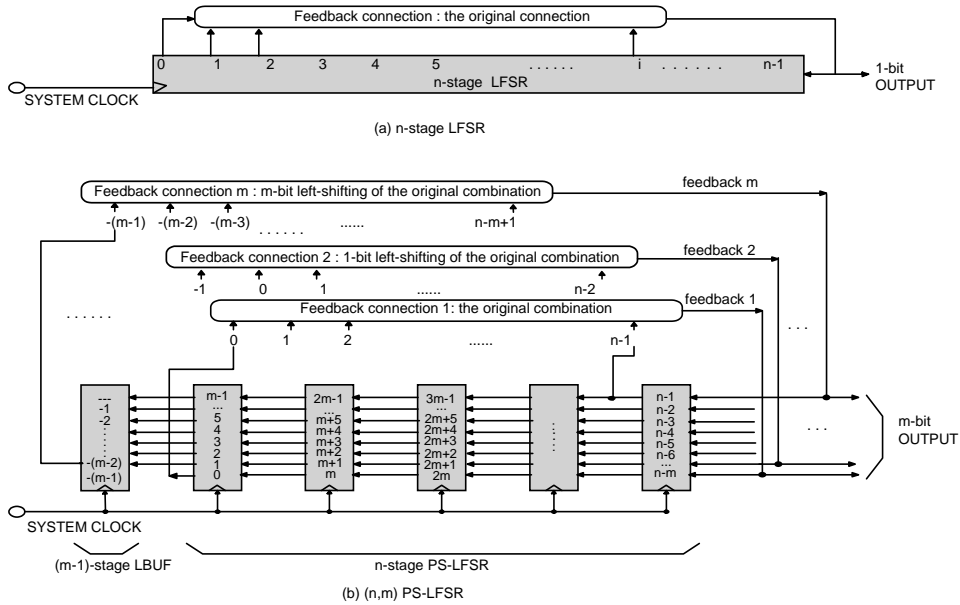 Feedback connection : the original connection
0 1 2 3 4 5 ...... i ...... n-1
n-stage LFSR
1-bit
OUTPUT
SYSTEM CLOCK
(a) n-stage LFSR
Feedback connection m : m-bit left-shifting of the original combination
feedback m
-(m-1) -(m-2) -(m-3) ...... ...... n-m+1
Feedback connection 2 : 1-bit left-shifting of the original combination
feedback 2
-1 0 1 ...... n-2
Feedback connection 1: the original combination
feedback 1
...... 0 1 2 ...... n-1 ...
--- m-1 2m-1 3m-1 n-1
-1 ... ... ... n-2
-2 5 m+5 2m+5 n-3
4 m+4 2m+4 n-4
3 m+3 2m+3 n-5
2 m+2 2m+2 n-6
-(m-2) 1 m+1 2m+1 ...
-(m-1) 0 m 2m n-m
...
m-bit
OUTPUT
SYSTEM CLOCK
(m-1)-stage LBUF
n-stage PS-LFSR
(b) (n,m) PS-LFSR